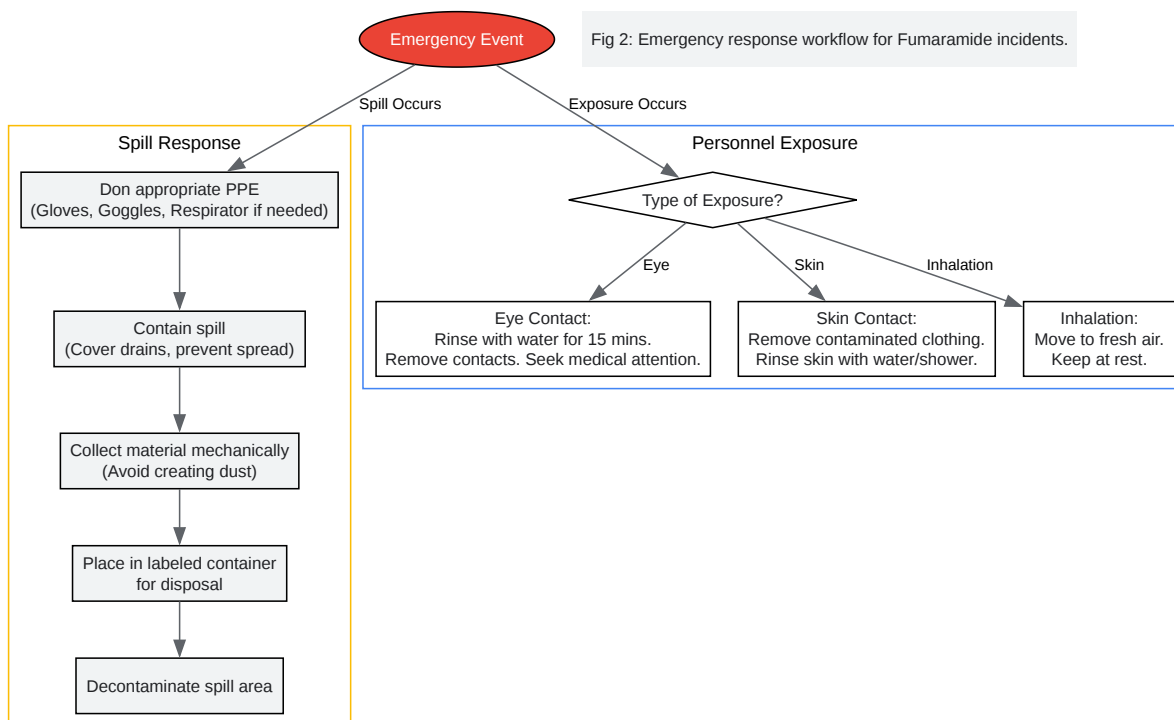 Emergency Event
Fig 2: Emergency response workflow for Fumaramide incidents.
Spill Occurs
Exposure Occurs
Spill Response
Don appropriate PPE
(Gloves, Goggles, Respirator if needed)
Contain spill
(Cover drains, prevent spread)
Collect material mechanically
(Avoid creating dust)
Place in labeled container
for disposal
Decontaminate spill area
Personnel Exposure
Type of Exposure?
Eye
Skin
Inhalation
Eye Contact:
Rinse with water for 15 mins.
Remove contacts. Seek medical attention.
Skin Contact:
Remove contaminated clothing.
Rinse skin with water/shower.
Inhalation:
Move to fresh air.
Keep at rest.